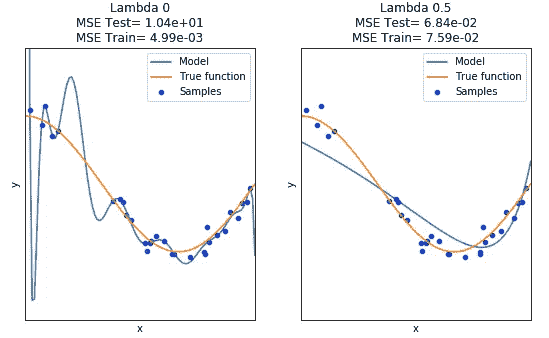 Lambda 0
MSE Test= 1.04e+01
MSE Train= 4.99e-03
Model
True function
Samples
y
x
Lambda 0.5
MSE Test= 6.84e-02
MSE Train= 7.59e-02
Model
True function
Samples
y
x